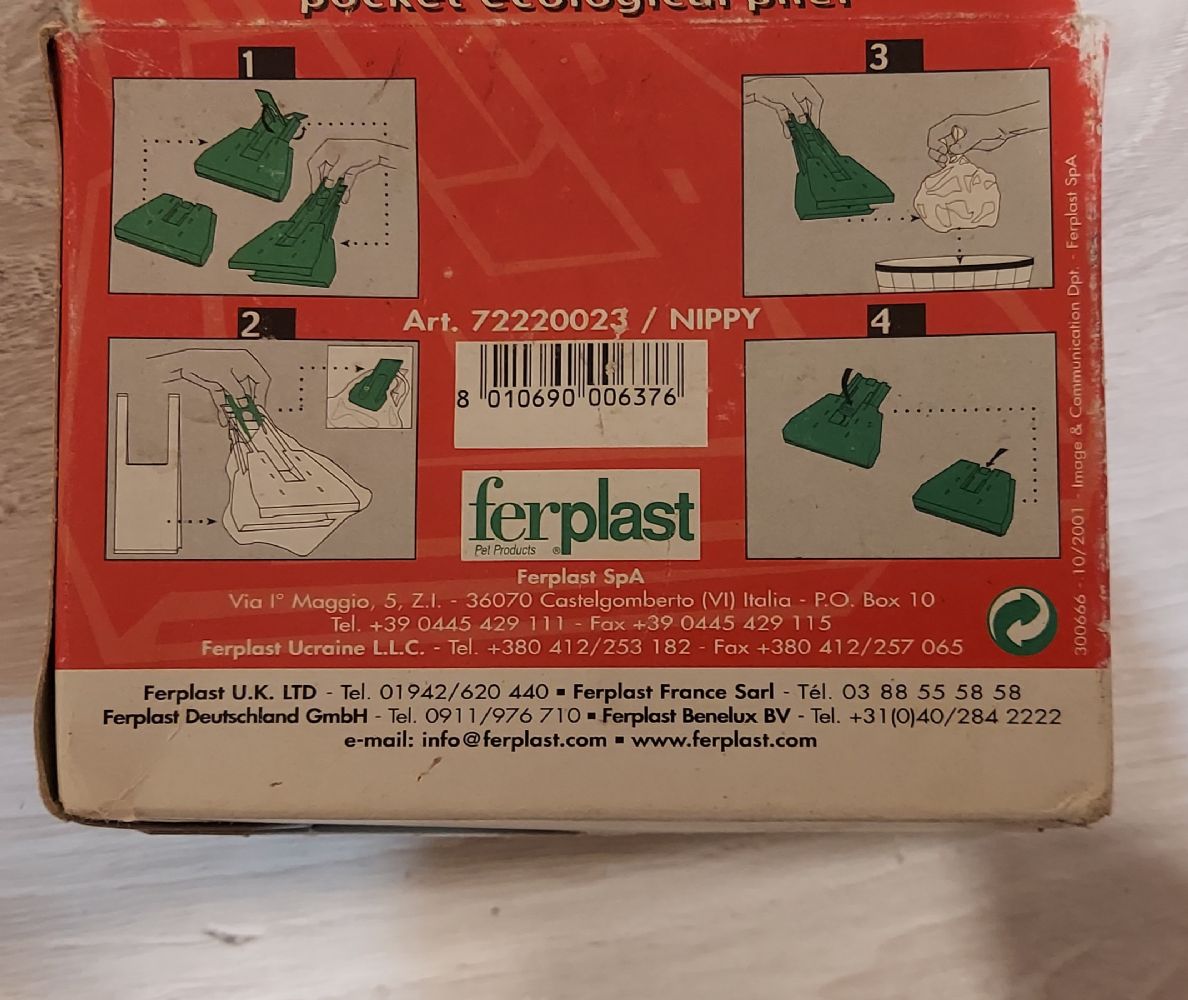 pocket ecological plier
1
3
2
Art. 72220023 / NIPPY
4
8 010690 006376
ferplast
Pet Products ®
Ferplast SpA
Via I° Maggio, 5, Z.I. - 36070 Castelgomberto (VI) Italia - P.O. Box 10
Tel. +39 0445 429 111 - Fax +39 0445 429 115
Ferplast Ucraine L.L.C. - Tel. +380 412/253 182 - Fax +380 412/257 065
Ferplast U.K. LTD - Tel. 01942/620 440 ▪ Ferplast France Sarl - Tél. 03 88 55 58 58
Ferplast Deutschland GmbH - Tel. 0911/976 710 ▪ Ferplast Benelux BV - Tel. +31(0)40/284 2222
e-mail: info@ferplast.com ▪ www.ferplast.com
300666 - 10/2001 - Image & Communication Dpt. - Ferplast SpA